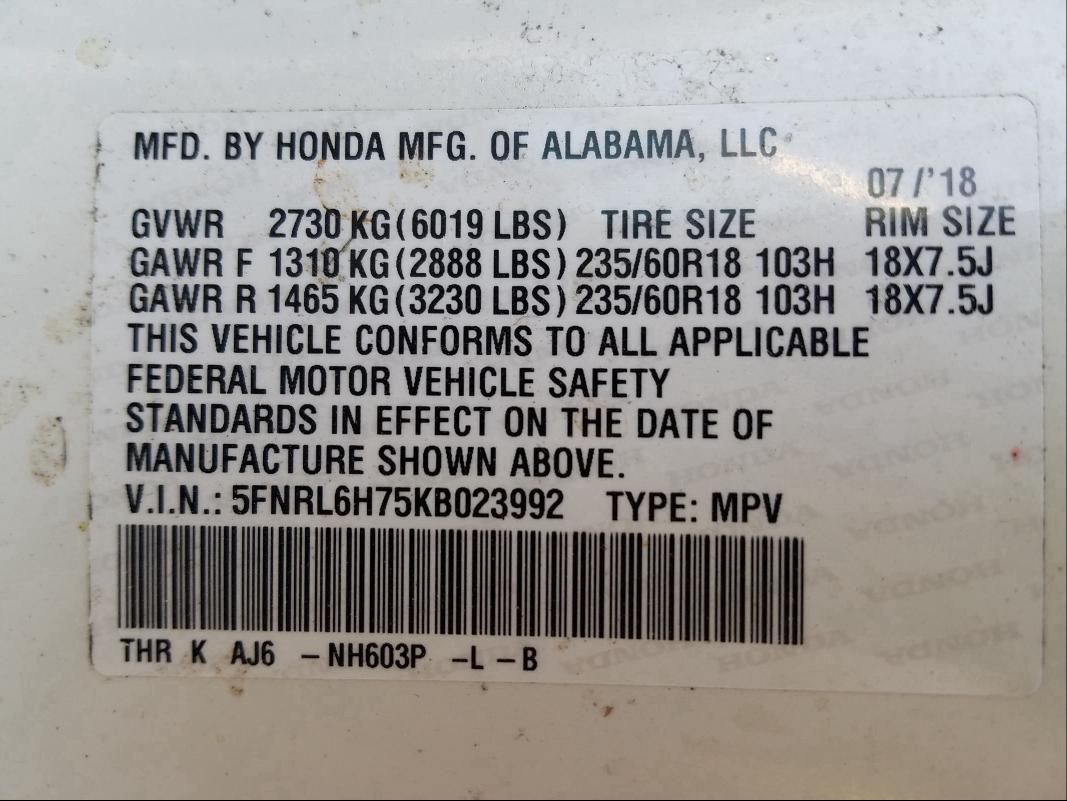 MFD. BY HONDA MFG. OF ALABAMA, LLC
07/'18
GVWR 2730 KG (6019 LBS) TIRE SIZE RIM SIZE
GAWR F 1310 KG (2888 LBS) 235/60R18 103H 18X7.5J
GAWR R 1465 KG (3230 LBS) 235/60R18 103H 18X7.5J
THIS VEHICLE CONFORMS TO ALL APPLICABLE
FEDERAL MOTOR VEHICLE SAFETY
STANDARDS IN EFFECT ON THE DATE OF
MANUFACTURE SHOWN ABOVE.
V.I.N.: 5FNRL6H75KB023992 TYPE: MPV
THR K AJ6 -NH603P -L -B